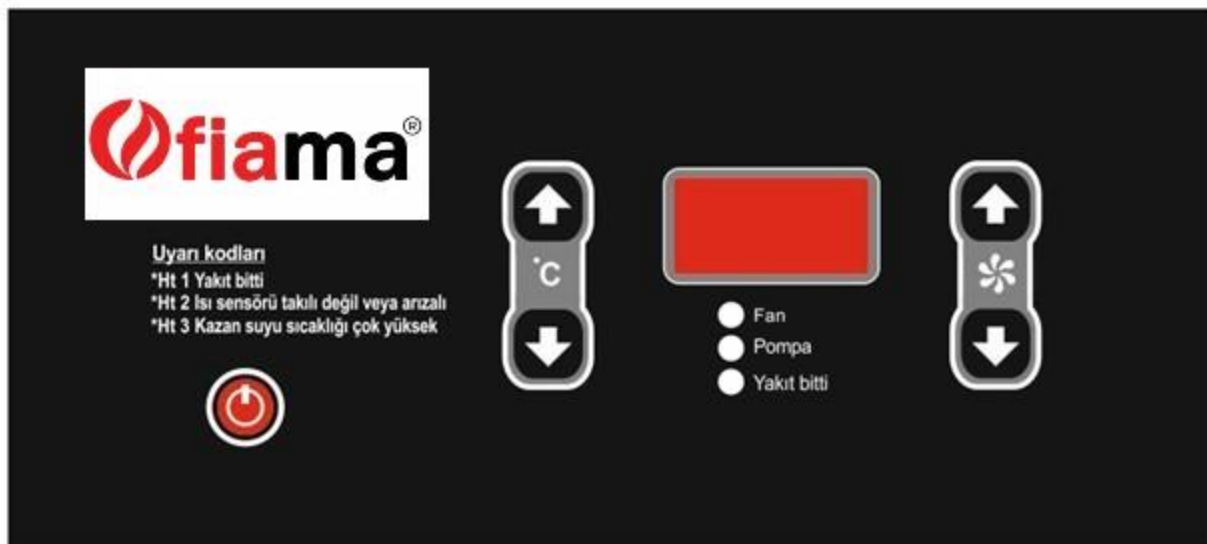 fiama®
Uyarı kodları
*Ht 1 Yakıt bitti
*Ht 2 Isı sensörü takılı değil veya arızalı
*Ht 3 Kazan suyu sıcaklığı çok yüksek
°C
Fan
Pompa
Yakıt bitti